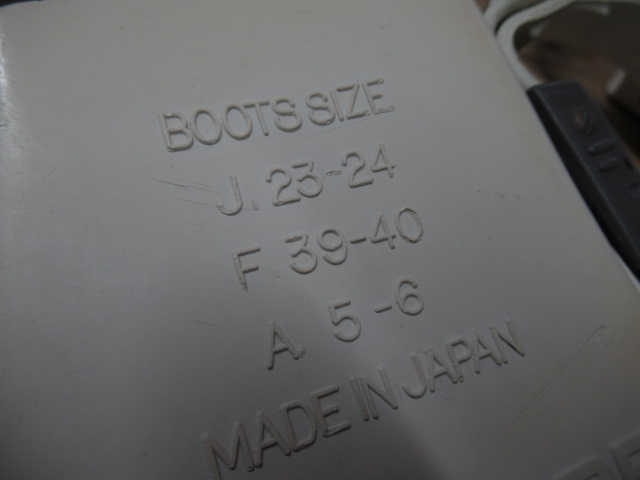 BOOTS SIZE
J. 23-24
F 39-40
A. 5-6
MADE IN JAPAN